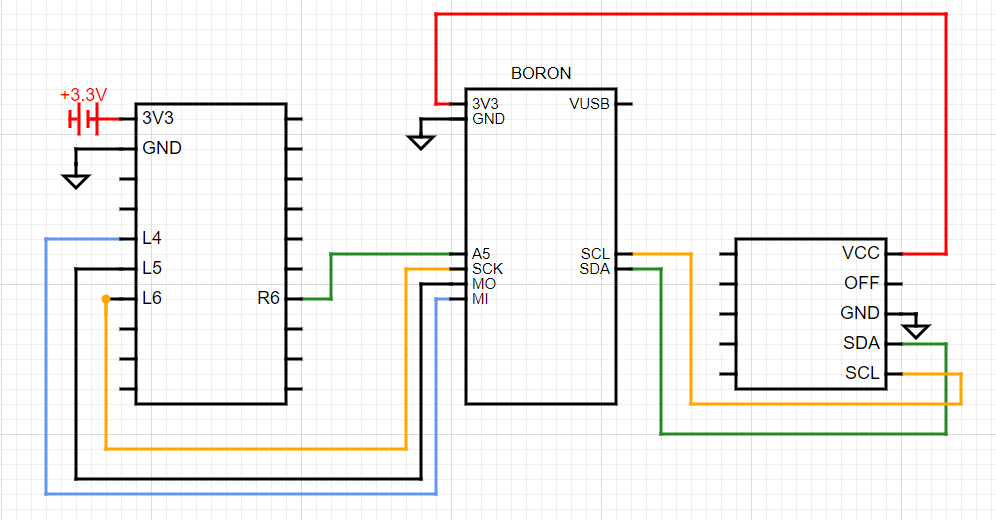 BORON
+3.3V
3V3
GND
L4
L5
L6
R6
3V3
GND
VUSB
A5
SCK
MO
MI
SCL
SDA
VCC
OFF
GND
SDA
SCL